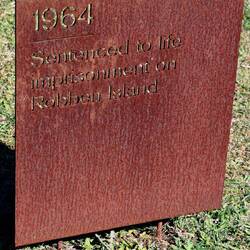 1964
Sentenced to life
imprisonment on
Robben Island